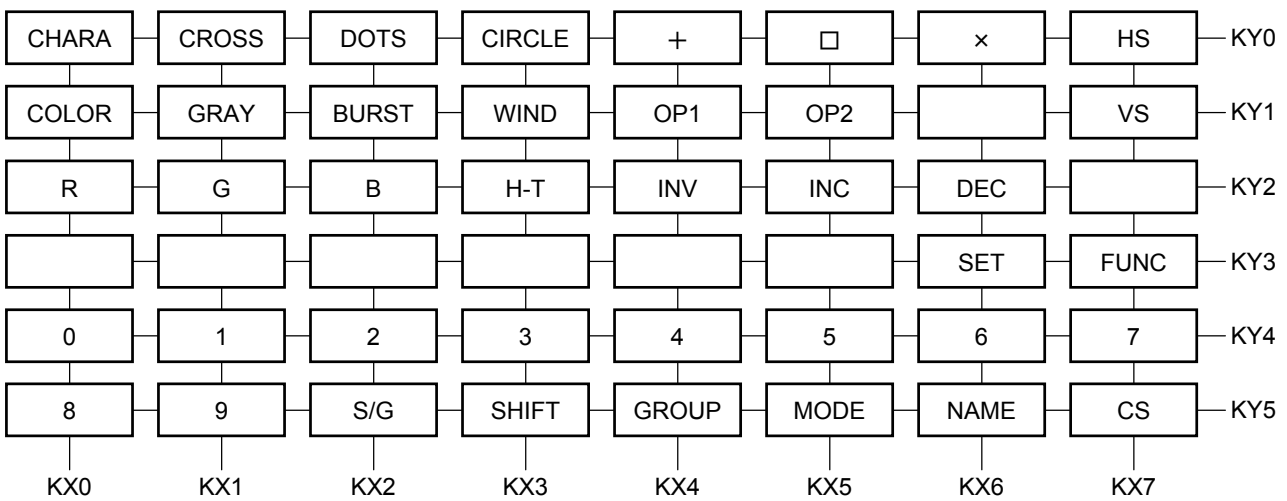 CHARA CROSS DOTS CIRCLE + □ × HS KY0
COLOR GRAY BURST WIND OP1 OP2 VS KY1
R G B H-T INV INC DEC KY2
SET FUNC KY3
0 1 2 3 4 5 6 7 KY4
8 9 S/G SHIFT GROUP MODE NAME CS KY5
KX0 KX1 KX2 KX3 KX4 KX5 KX6 KX7